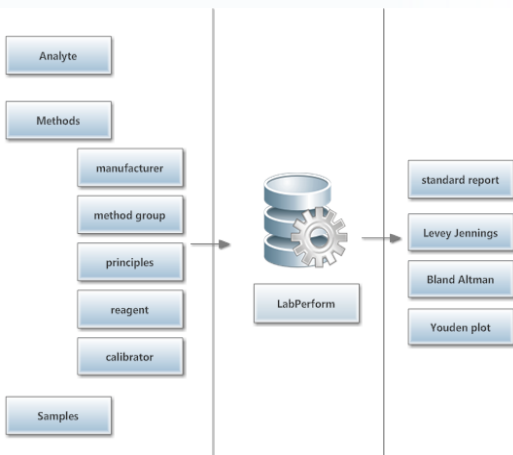 Analyte
Methods
manufacturer
method group
principles
reagent
calibrator
Samples
LabPerform
standard report
Levey Jennings
Bland Altman
Youden plot